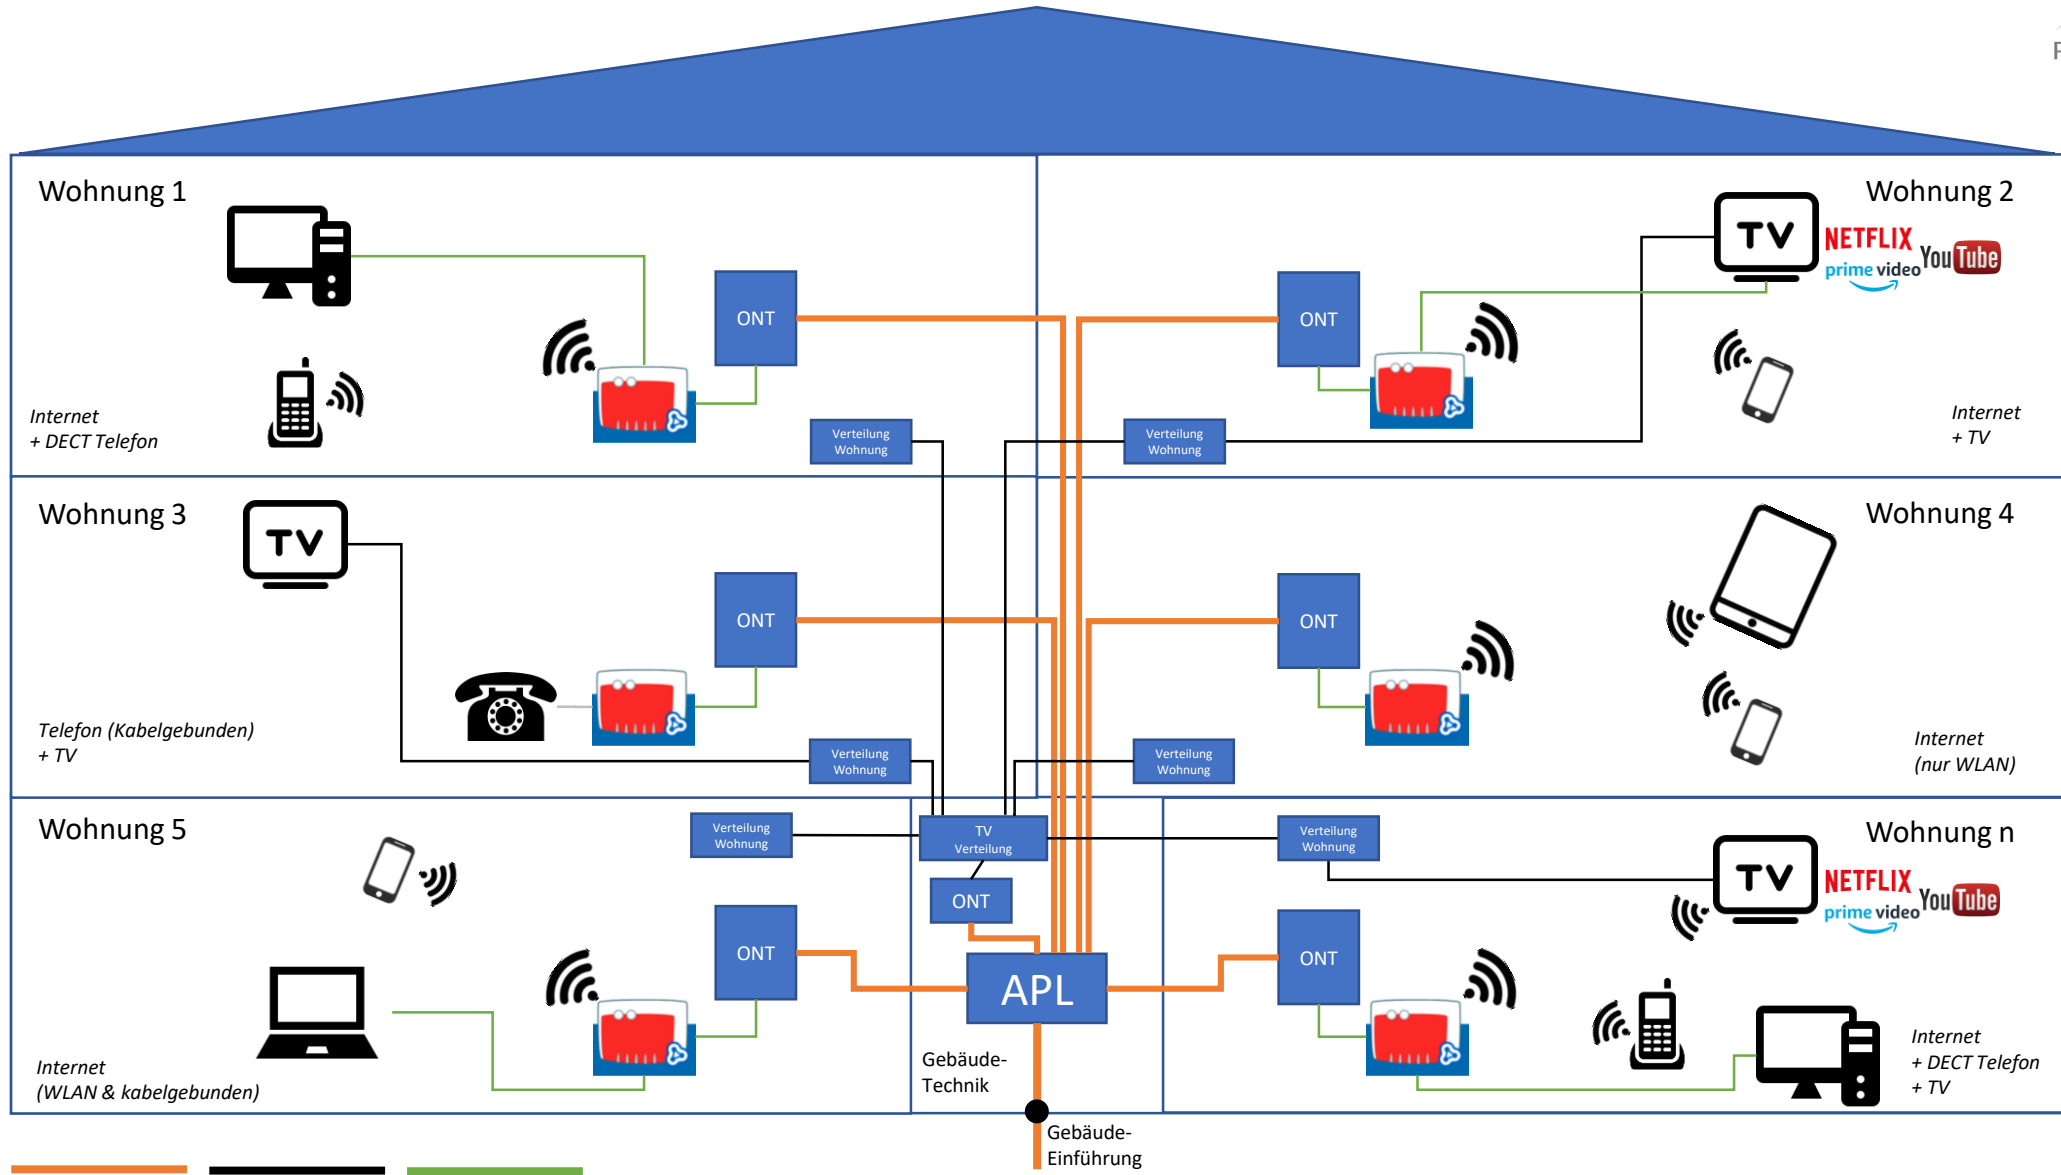 Wohnung 1
ONT
Internet
+ DECT Telefon
Verteilung
Wohnung
Wohnung 2
TV
NETFLIX
prime video
YouTube
ONT
Verteilung
Wohnung
Internet
+ TV
Wohnung 3
TV
ONT
Telefon (Kabelgebunden)
+ TV
Verteilung
Wohnung
Wohnung 4
ONT
Verteilung
Wohnung
Internet
(nur WLAN)
Wohnung 5
Verteilung
Wohnung
ONT
Internet
(WLAN & kabelgebunden)
TV
Verteilung
ONT
APL
Gebäude-
Technik
Gebäude-
Einführung
Wohnung n
Verteilung
Wohnung
TV
NETFLIX
prime video
YouTube
ONT
Internet
+ DECT Telefon
+ TV